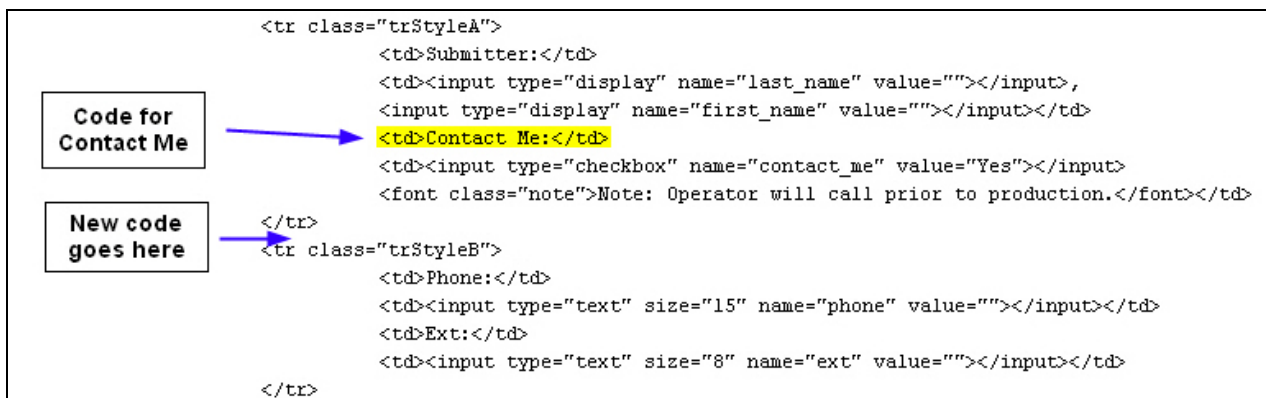 <tr class="trStyleA">
<td>Submitter:</td>
<td><input type="display" name="last_name" value=""></input>,
<input type="display" name="first_name" value=""></input></td>
Code for
Contact Me
<td>Contact Me:</td>
<td><input type="checkbox" name="contact_me" value="Yes"></input>
<font class="note">Note: Operator will call prior to production.</font></td>
</tr>
New code
goes here
<tr class="trStyleB">
<td>Phone:</td>
<td><input type="text" size="15" name="phone" value=""></input></td>
<td>Ext:</td>
<td><input type="text" size="8" name="ext" value=""></input></td>
</tr>